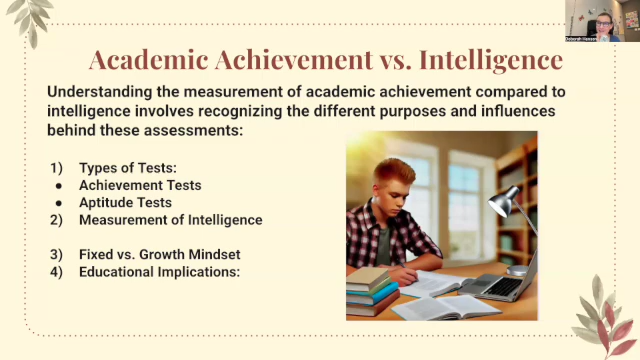 Academic Achievement vs. Intelligence
Understanding the measurement of academic achievement compared to
intelligence involves recognizing the different purposes and influences
behind these assessments:
1) Types of Tests:
● Achievement Tests
● Aptitude Tests
2) Measurement of Intelligence
3) Fixed vs. Growth Mindset
4) Educational Implications:
Deborah Hanson